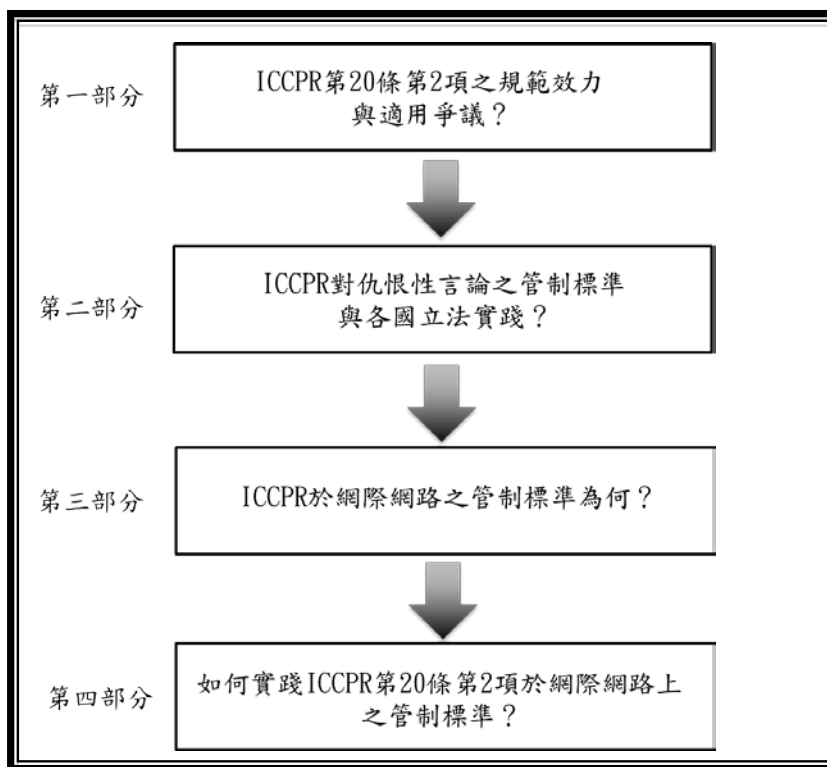 第一部分
ICCPR第20條第2項之規範效力
與適用爭議？
第二部分
ICCPR對仇恨性言論之管制標準
與各國立法實踐？
第三部分
ICCPR於網際網路之管制標準為何？
第四部分
如何實踐ICCPR第20條第2項於網際網路上
之管制標準？